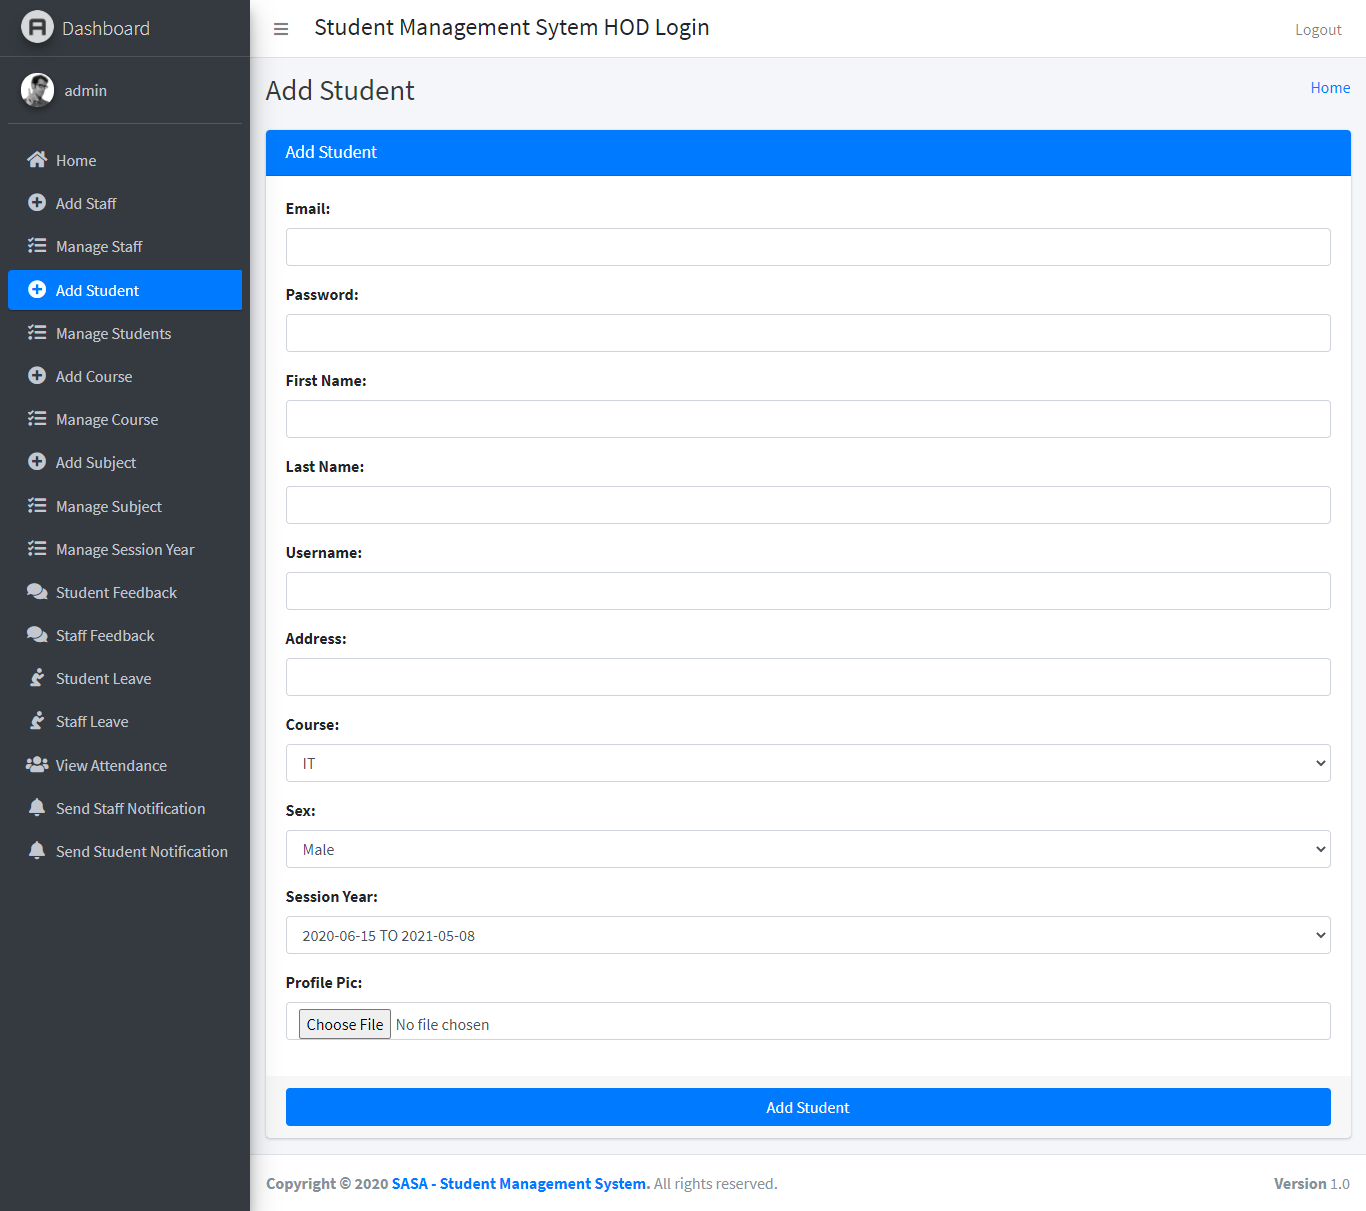 Dashboard
admin
Home
Add Staff
Manage Staff
Add Student
Manage Students
Add Course
Manage Course
Add Subject
Manage Subject
Manage Session Year
Student Feedback
Staff Feedback
Student Leave
Staff Leave
View Attendance
Send Staff Notification
Send Student Notification
Student Management Sytem HOD Login
Logout
Add Student
Home
Add Student
Email:
Password:
First Name:
Last Name:
Username:
Address:
Course:
IT
Sex:
Male
Session Year:
2020-06-15 TO 2021-05-08
Profile Pic:
Choose File No file chosen
Add Student
Copyright © 2020 SASA - Student Management System. All rights reserved.
Version 1.0